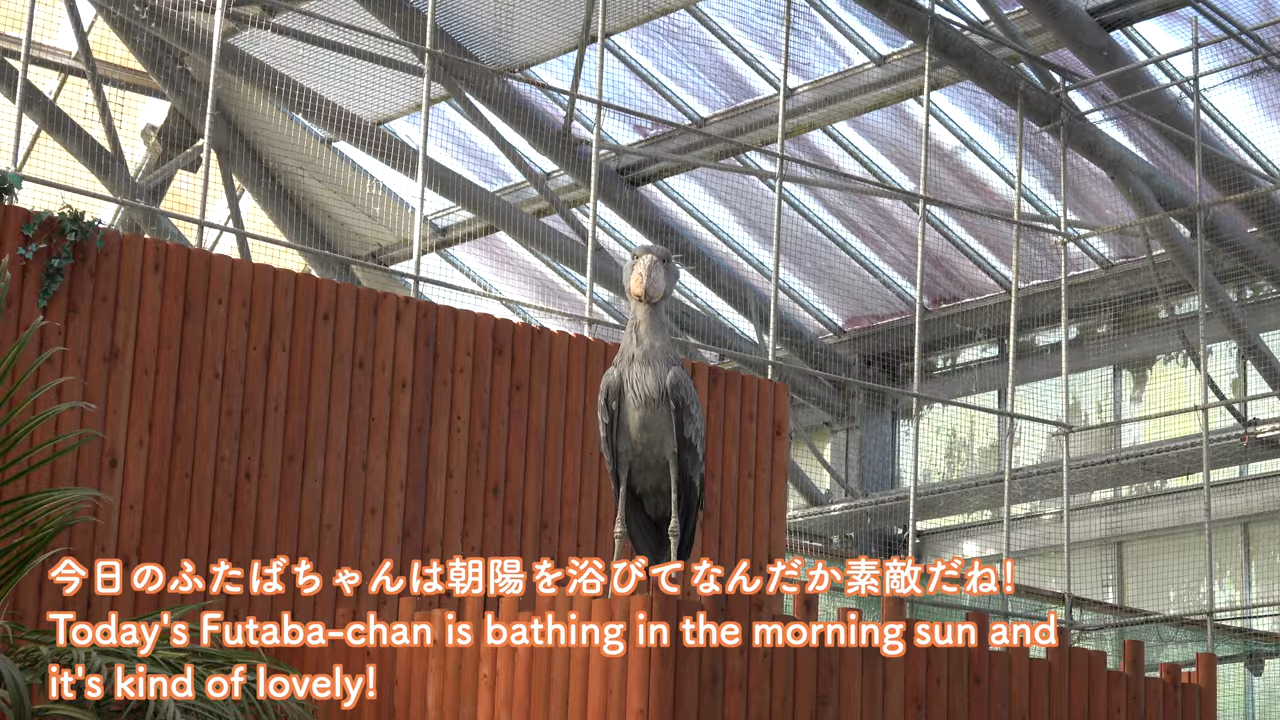 今日のふたばちゃんは朝陽を浴びてなんだか素敵だね!
Today's Futaba-chan is bathing in the morning sun and
it's kind of lovely!